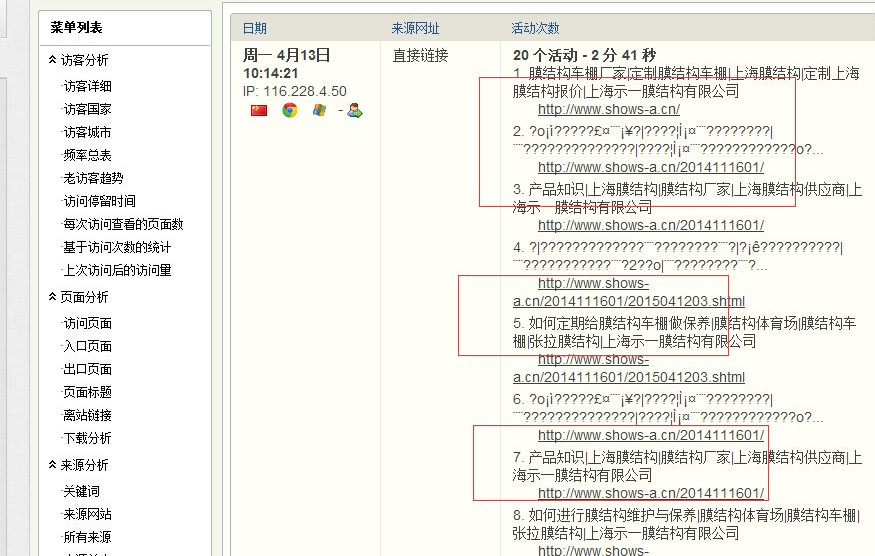 菜单列表
访客分析
·访客详细
·访客国家
·访客城市
·频率总表
·老访客趋势
·访问停留时间
·每次访问查看的页面数
·基于访问次数的统计
·上次访问后的访问量
页面分析
·访问页面
·入口页面
·出口页面
·页面标题
·离站链接
·下载分析
来源分析
·关键词
·来源网站
·所有来源
日期
来源网址
活动次数
周一 4月13日
10:14:21
IP: 116.228.4.50
直接链接
20 个活动 - 2 分 41 秒
1. 膜结构车棚厂家|定制膜结构车棚|上海膜结构|定制上海
膜结构报价|上海示一膜结构有限公司
http://www.shows-a.cn/
2. ?o¡ì?????£¤¨¨¡¥?|????¦Ì¡¤¨¨????????|
¨¨??????????????|????¦Ì¡¤¨¨????????????o?...
http://www.shows-a.cn/2014111601/
3. 产品知识|上海膜结构|膜结构厂家|上海膜结构供应商|上
海示一膜结构有限公司
http://www.shows-a.cn/2014111601/
4. ?|?????????????¨¨????????¨¨?|?¡ê??????????|
¨¨???????????¨¨?2??o|¨¨????????¨¨?...
http://www.shows-
a.cn/2014111601/2015041203.shtml
5. 如何定期给膜结构车棚做保养|膜结构体育场|膜结构车
棚|张拉膜结构|上海示一膜结构有限公司
http://www.shows-
a.cn/2014111601/2015041203.shtml
6. ?o¡ì?????£¤¨¨¡¥?|????¦Ì¡¤¨¨????????|
¨¨??????????????|????¦Ì¡¤¨¨????????????o?...
http://www.shows-a.cn/2014111601/
7. 产品知识|上海膜结构|膜结构厂家|上海膜结构供应商|上
海示一膜结构有限公司
http://www.shows-a.cn/2014111601/
8. 如何进行膜结构维护与保养|膜结构体育场|膜结构车棚|
张拉膜结构|上海示一膜结构有限公司
http://www.shows-